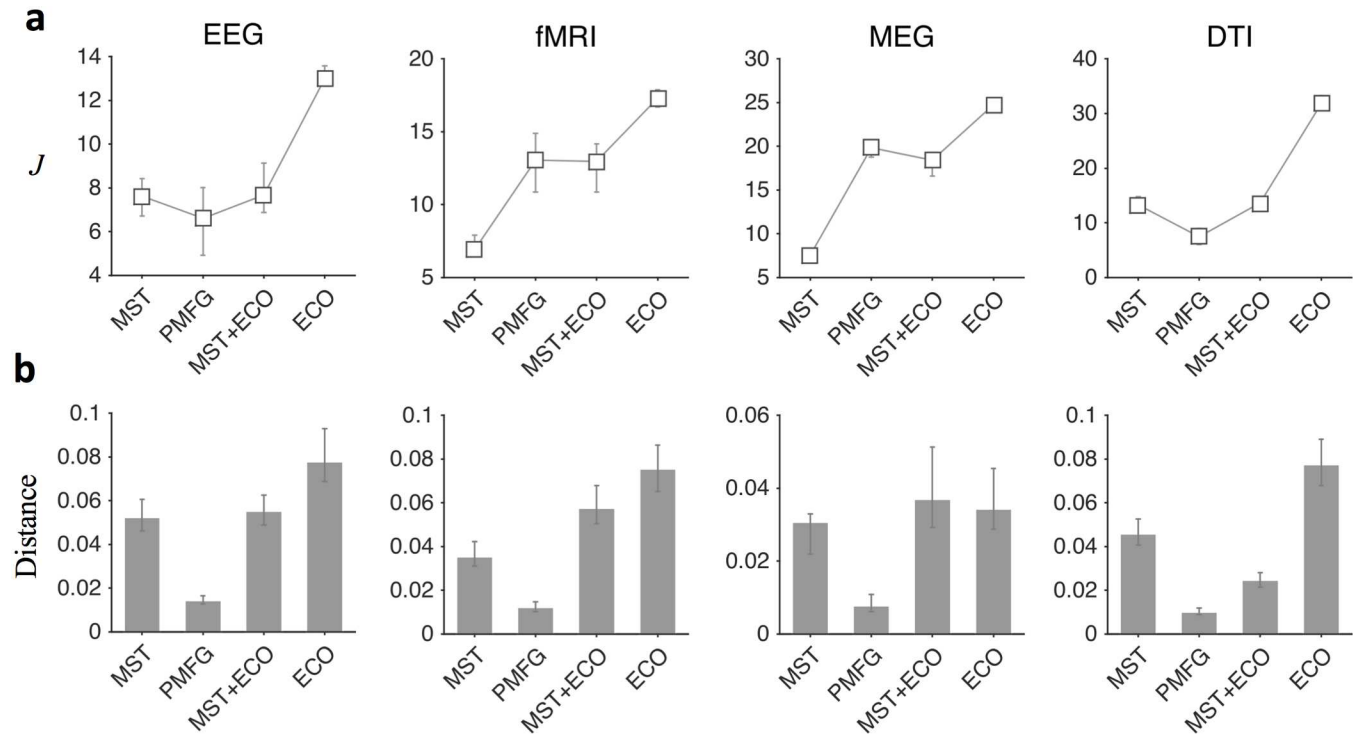 a
EEG
fMRI
MEG
DTI
J
14
12
10
8
6
4
MST
PMFG
MST+ECO
ECO
20
15
10
5
MST
PMFG
MST+ECO
ECO
30
25
20
15
10
5
MST
PMFG
MST+ECO
ECO
40
30
20
10
0
MST
PMFG
MST+ECO
ECO
b
Distance
0.1
0.08
0.06
0.04
0.02
0
MST
PMFG
MST+ECO
ECO
0.1
0.08
0.06
0.04
0.02
0
MST
PMFG
MST+ECO
ECO
0.06
0.04
0.02
0
MST
PMFG
MST+ECO
ECO
0.1
0.08
0.06
0.04
0.02
0
MST
PMFG
MST+ECO
ECO